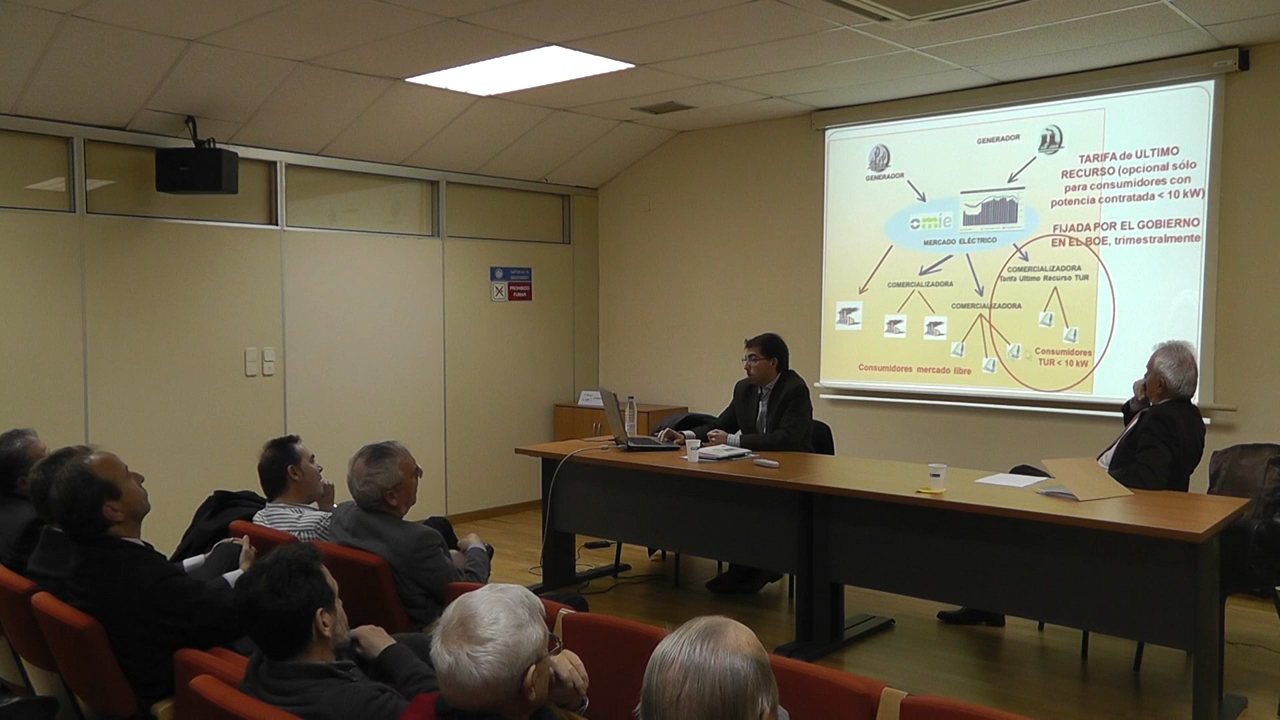 GENERADOR
GENERADOR
TARIFA de ULTIMO
RECURSO (opcional sólo
para consumidores con
potencia contratada < 10 kW)
omie
MERCADO ELÉCTRICO
FIJADA POR EL GOBIERNO
EN EL BOE, trimestralmente
COMERCIALIZADORA
Tarifa Ultimo Recurso TUR
COMERCIALIZADORA
COMERCIALIZADORA
Consumidores
TUR < 10 kW
Consumidores mercado libre
PROHIBIDO
FUMAR